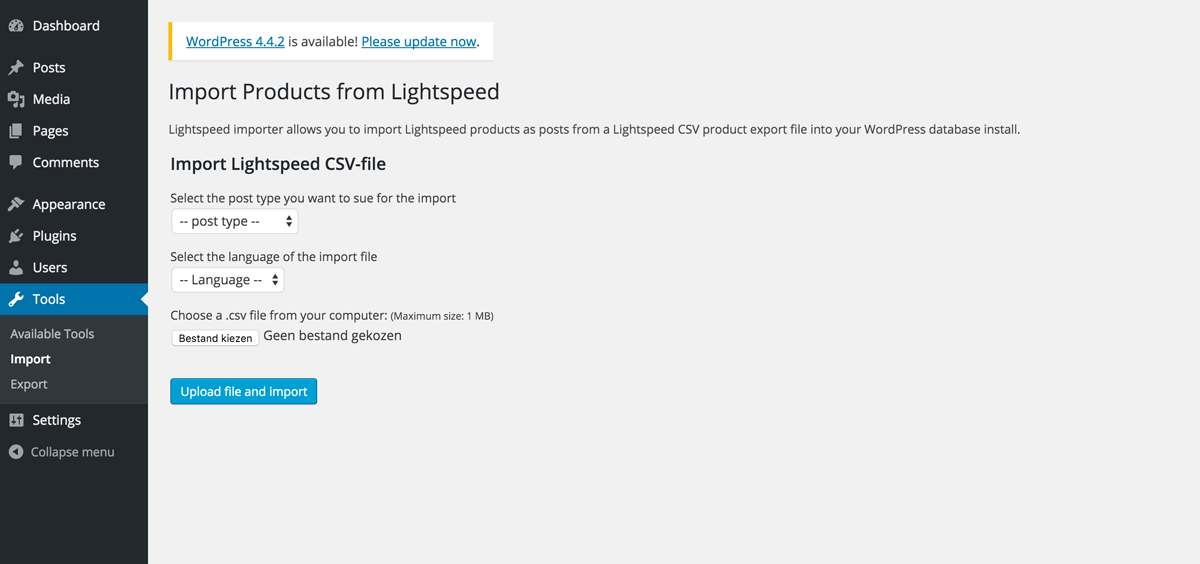 Dashboard
Posts
Media
Pages
Comments
Appearance
Plugins
Users
Tools
Available Tools
Import
Export
Settings
Collapse menu
WordPress 4.4.2 is available! Please update now.
Import Products from Lightspeed
Lightspeed importer allows you to import Lightspeed products as posts from a Lightspeed CSV product export file into your WordPress database install.
Import Lightspeed CSV-file
Select the post type you want to sue for the import
-- post type --
Select the language of the import file
-- Language --
Choose a .csv file from your computer: (Maximum size: 1 MB)
Bestand kiezen Geen bestand gekozen
Upload file and import